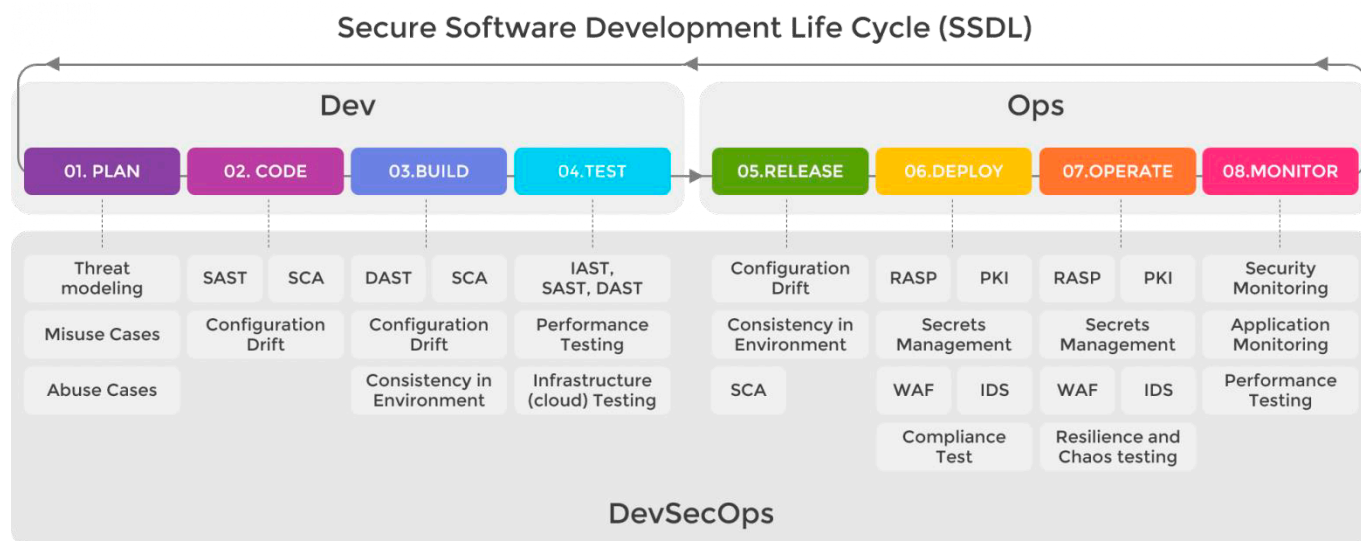 Secure Software Development Life Cycle (SSDL)
Dev
Ops
01. PLAN
02. CODE
03.BUILD
04.TEST
05.RELEASE
06.DEPLOY
07.OPERATE
08.MONITOR
Threat
modeling
Misuse Cases
Abuse Cases
SAST
SCA
Configuration
Drift
DAST
SCA
Configuration
Drift
Consistency in
Environment
IAST,
SAST, DAST
Performance
Testing
Infrastructure
(cloud) Testing
Configuration
Drift
Consistency in
Environment
SCA
RASP
PKI
Secrets
Management
WAF
IDS
Compliance
Test
RASP
PKI
Secrets
Management
WAF
IDS
Resilience and
Chaos testing
Security
Monitoring
Application
Monitoring
Performance
Testing
DevSecOps